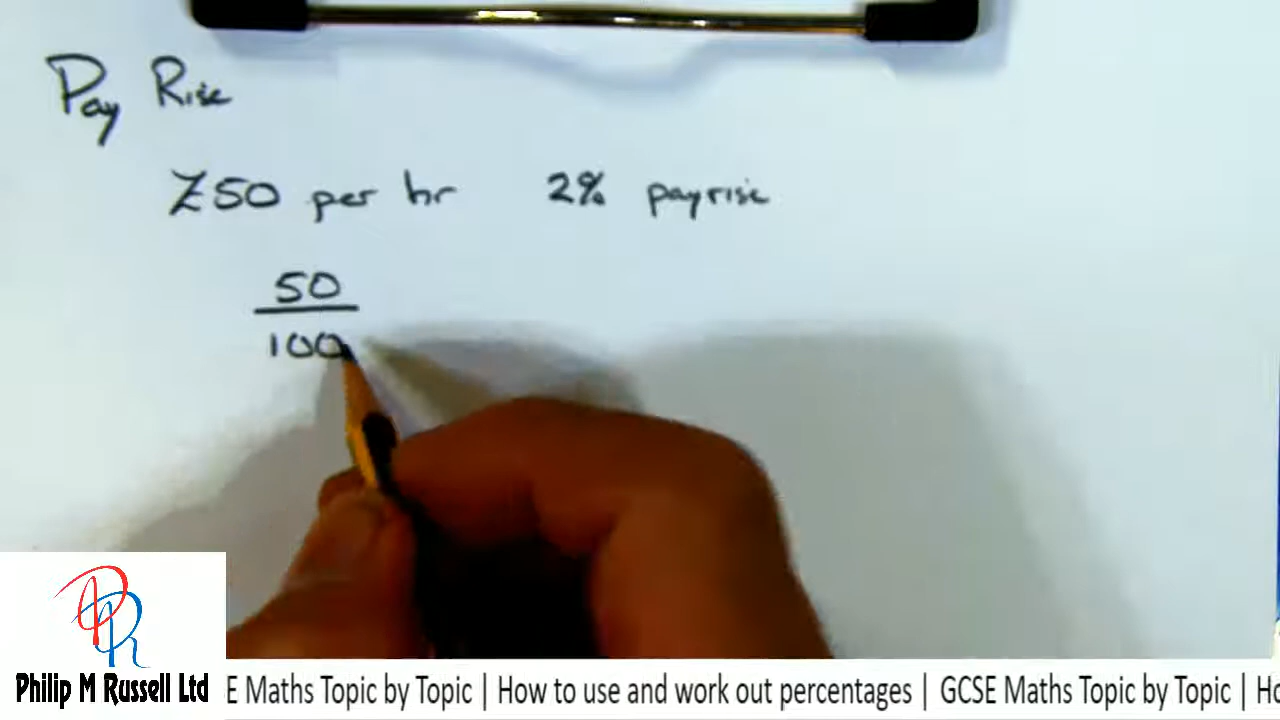 Pay Rise
£50 per hr 2% payrise
50
100
Philip M Russell Ltd
E Maths Topic by Topic | How to use and work out percentages | GCSE Maths Topic by Topic | Ho